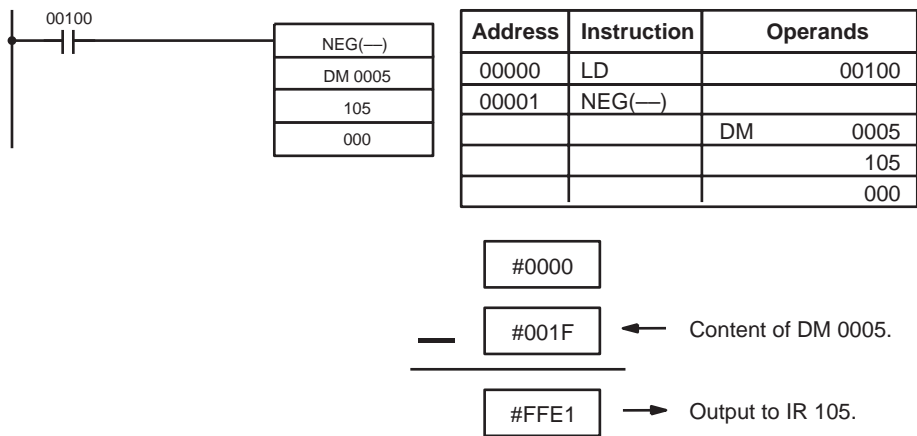 00100
NEG(––)
DM 0005
105
000
Address Instruction Operands
00000 LD 00100
00001 NEG(––)
DM 0005
105
000
#0000
– #001F Content of DM 0005.
#FFE1 Output to IR 105.